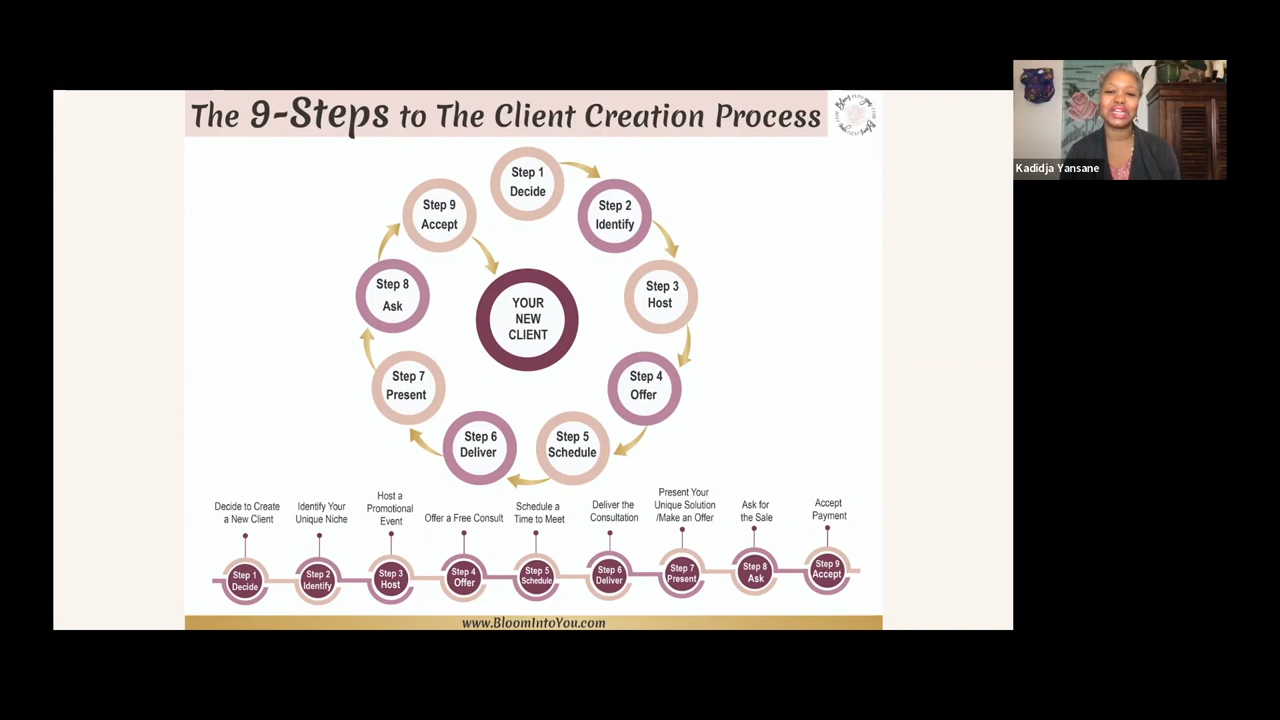 The 9-Steps to The Client Creation Process
Kadidja Yansane
Step 1
Decide
Step 2
Identify
Step 3
Host
Step 4
Offer
Step 5
Schedule
Step 6
Deliver
Step 7
Present
Step 8
Ask
Step 9
Accept
YOUR
NEW
CLIENT
Decide to Create
a New Client
Identify Your
Unique Niche
Host a
Promotional
Event
Offer a Free Consult
Schedule a
Time to Meet
Deliver the
Consultation
Present Your
Unique Solution
/Make an Offer
Ask for
the Sale
Accept
Payment
Step 1
Decide
Step 2
Identify
Step 3
Host
Step 4
Offer
Step 5
Schedule
Step 6
Deliver
Step 7
Present
Step 8
Ask
Step 9
Accept
www.BloomIntoYou.com